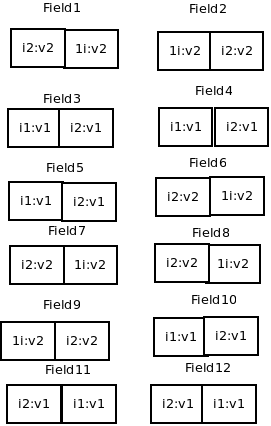 Field1
i2:v2 1i:v2
Field2
1i:v2 i2:v2
Field3
i1:v1 i2:v1
Field4
i1:v1 i2:v1
Field5
i1:v1 i2:v1
Field6
i2:v2 1i:v2
Field7
i2:v2 1i:v2
Field8
i2:v2 1i:v2
Field9
1i:v2 i2:v2
Field10
i1:v1 i2:v1
Field11
i2:v1 i1:v1
Field12
i2:v1 i1:v1